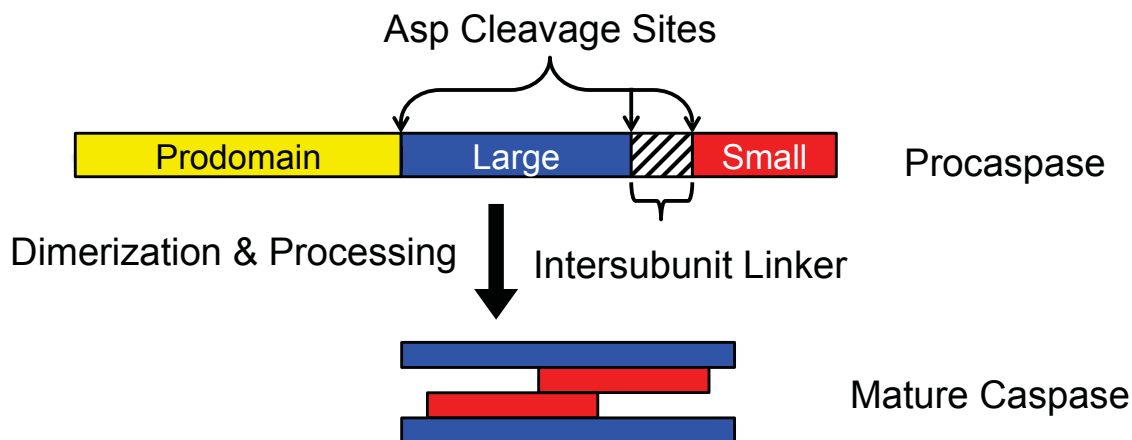 Asp Cleavage Sites
Prodomain Large Small Procaspase
Dimerization & Processing Intersubunit Linker
Mature Caspase